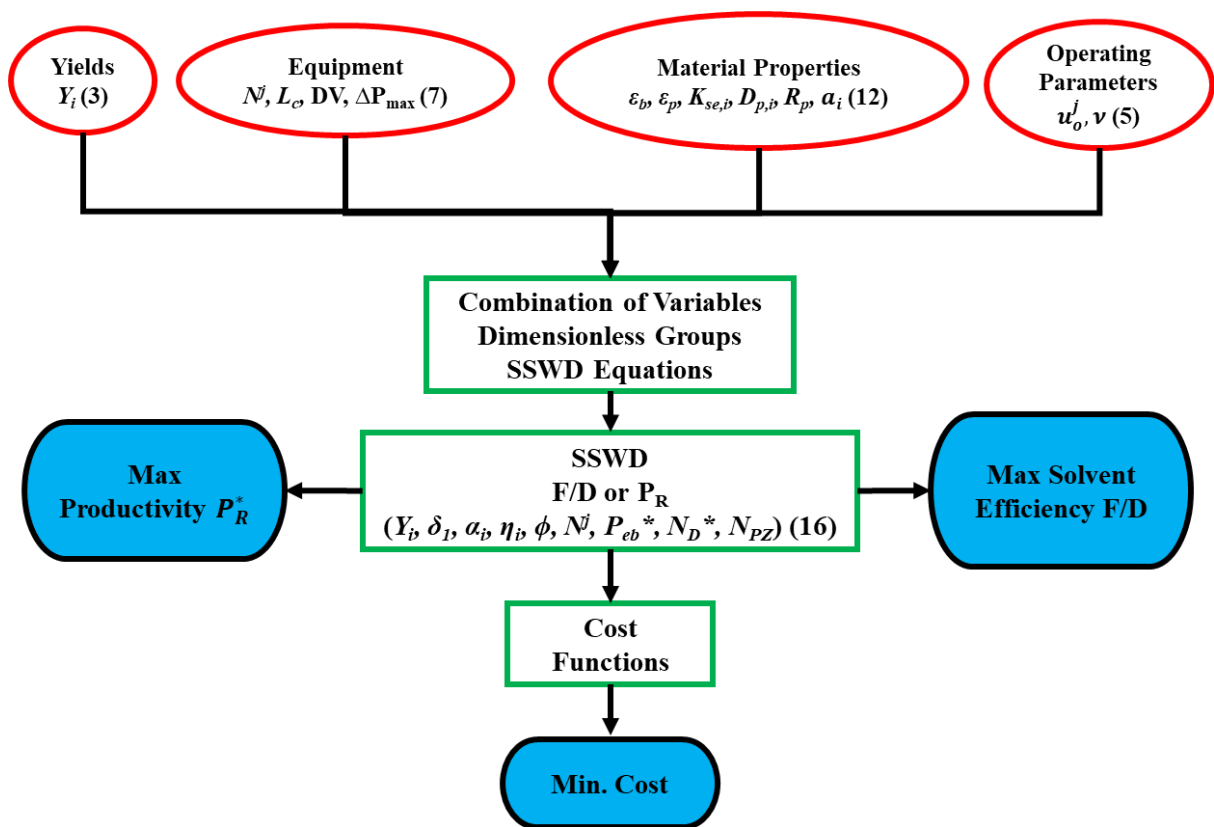 Yields
Y_i (3)
Equipment
N^j, L_c, DV, ΔP_max (7)
Material Properties
ε_b, ε_p, K_se,i, D_p,i, R_p, a_i (12)
Operating
Parameters
u_o^j, ν (5)
Combination of Variables
Dimensionless Groups
SSWD Equations
Max
Productivity P_R^*
SSWD
F/D or P_R
(Y_i, δ_1, α_i, η_i, ϕ, N^j, P_eb*, N_D*, N_PZ) (16)
Max Solvent
Efficiency F/D
Cost
Functions
Min. Cost